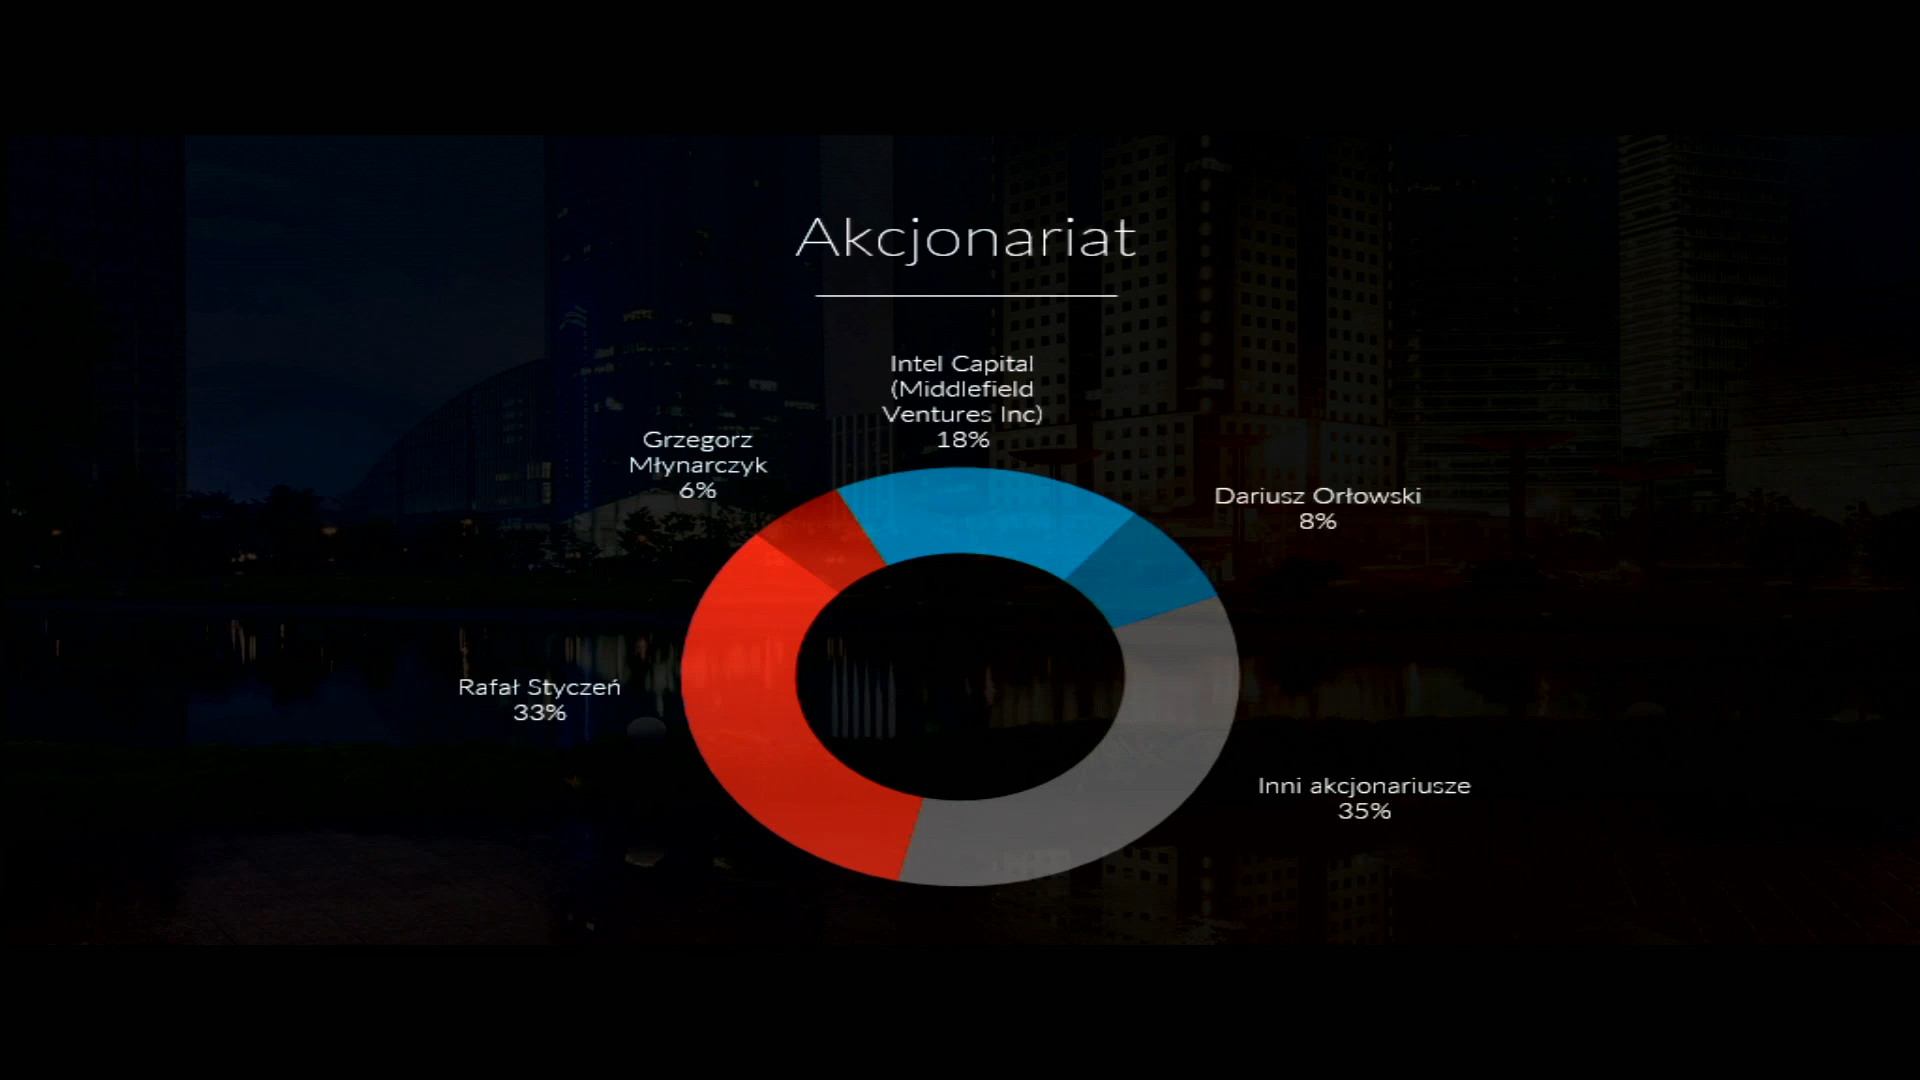 Akcjonariat
Intel Capital
(Middlefield
Ventures Inc)
18%
Grzegorz
Młynarczyk
6%
Dariusz Orłowski
8%
Rafał Styczeń
33%
Inni akcjonariusze
35%